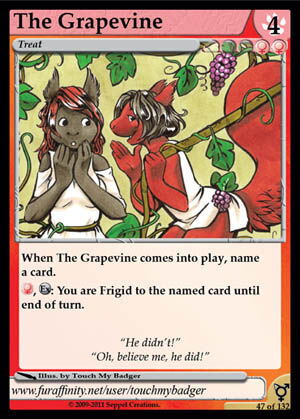 The Grapevine
4
Treat
When The Grapevine comes into play, name
a card.
: You are Frigid to the named card until
end of turn.
"He didn't!"
"Oh, believe me, he did!"
Illus. by Touch My Badger
www.furaffinity.net/user/touchmybadger
© 2009-2011 Seppel Creations.
47 of 132